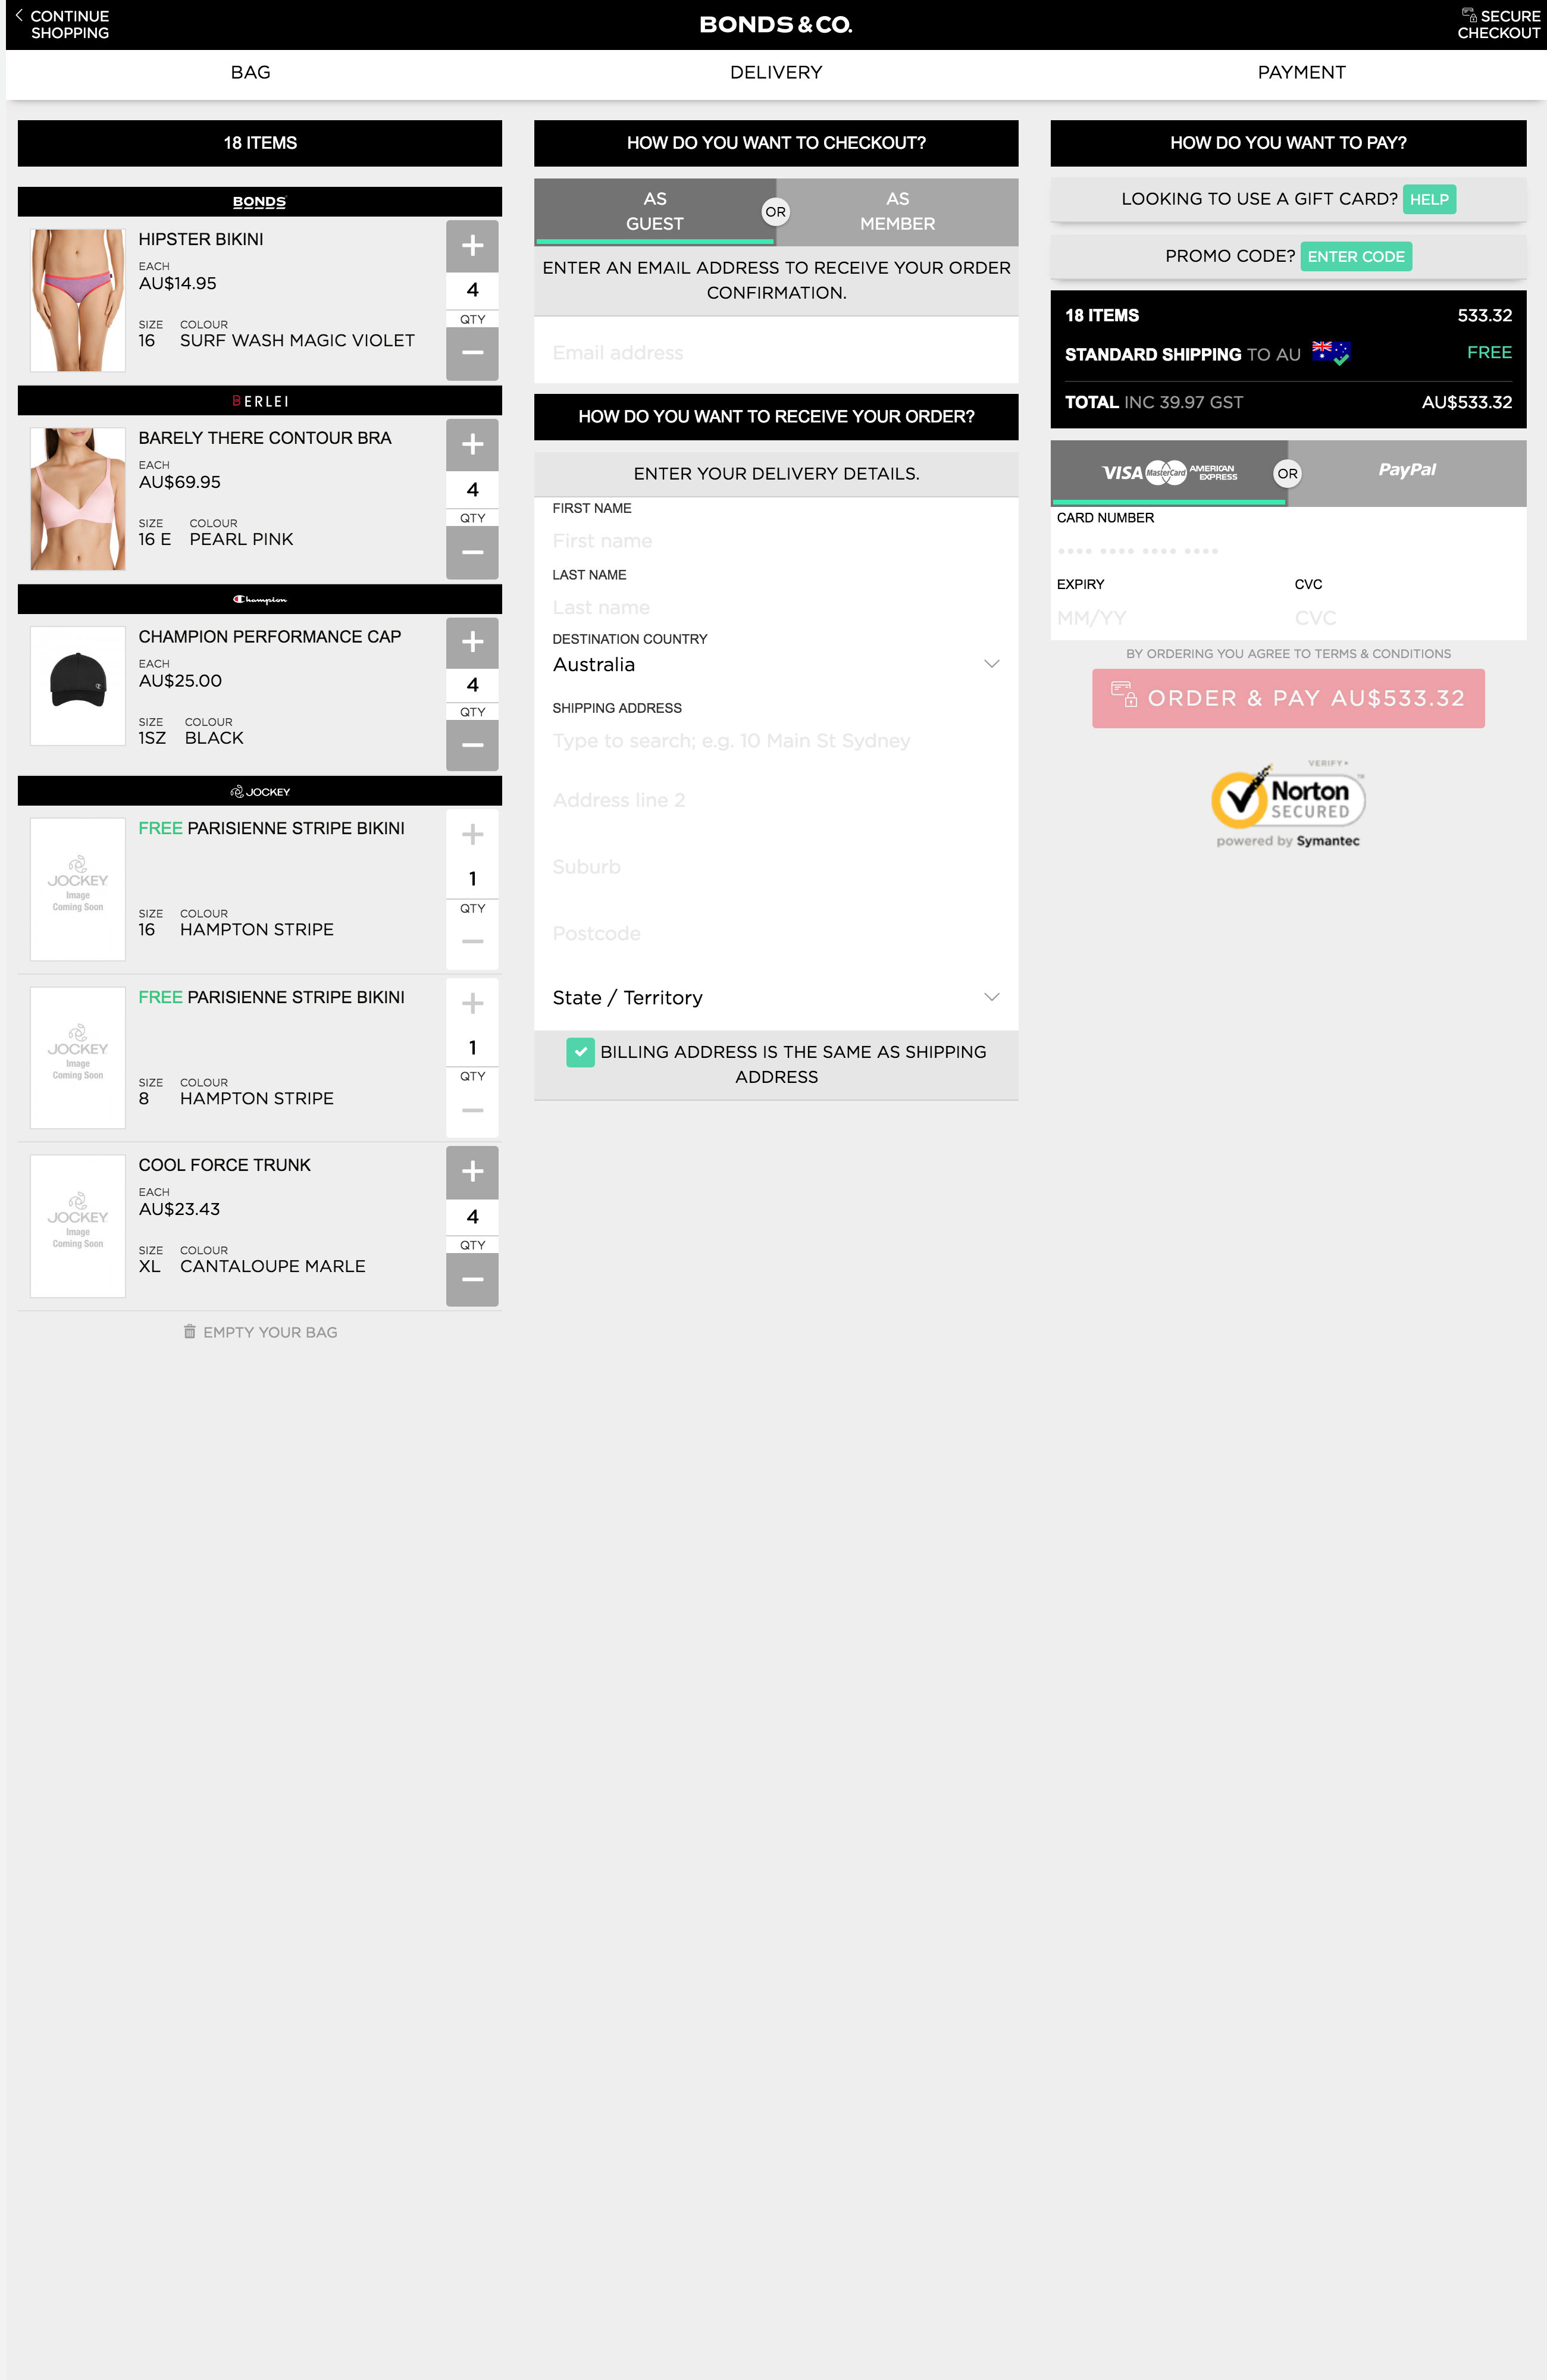 CONTINUE
SHOPPING
BONDS & CO.
SECURE
CHECKOUT
BAG
DELIVERY
PAYMENT
18 ITEMS
BONDS
HIPSTER BIKINI
EACH
AU$14.95
SIZE COLOUR
16 SURF WASH MAGIC VIOLET
4
QTY
BERLEI
BARELY THERE CONTOUR BRA
EACH
AU$69.95
SIZE COLOUR
16 E PEARL PINK
4
QTY
Champion
CHAMPION PERFORMANCE CAP
EACH
AU$25.00
SIZE COLOUR
1SZ BLACK
4
QTY
JOCKEY
JOCKEY
Image
Coming Soon
FREE PARISIENNE STRIPE BIKINI
SIZE COLOUR
16 HAMPTON STRIPE
1
QTY
JOCKEY
Image
Coming Soon
FREE PARISIENNE STRIPE BIKINI
SIZE COLOUR
8 HAMPTON STRIPE
1
QTY
JOCKEY
Image
Coming Soon
COOL FORCE TRUNK
EACH
AU$23.43
SIZE COLOUR
XL CANTALOUPE MARLE
4
QTY
EMPTY YOUR BAG
HOW DO YOU WANT TO CHECKOUT?
AS
GUEST
OR
AS
MEMBER
ENTER AN EMAIL ADDRESS TO RECEIVE YOUR ORDER
CONFIRMATION.
Email address
HOW DO YOU WANT TO RECEIVE YOUR ORDER?
ENTER YOUR DELIVERY DETAILS.
FIRST NAME
First name
LAST NAME
Last name
DESTINATION COUNTRY
Australia
SHIPPING ADDRESS
Type to search; e.g. 10 Main St Sydney
Address line 2
Suburb
Postcode
State / Territory
BILLING ADDRESS IS THE SAME AS SHIPPING
ADDRESS
HOW DO YOU WANT TO PAY?
LOOKING TO USE A GIFT CARD? HELP
PROMO CODE? ENTER CODE
18 ITEMS 533.32
STANDARD SHIPPING TO AU FREE
TOTAL INC 39.97 GST AU$533.32
VISA MasterCard AMERICAN EXPRESS
OR
PayPal
CARD NUMBER
•••• •••• •••• ••••
EXPIRY CVC
MM/YY CVC
BY ORDERING YOU AGREE TO TERMS & CONDITIONS
ORDER & PAY AU$533.32
VERIFY
Norton
SECURED
powered by Symantec